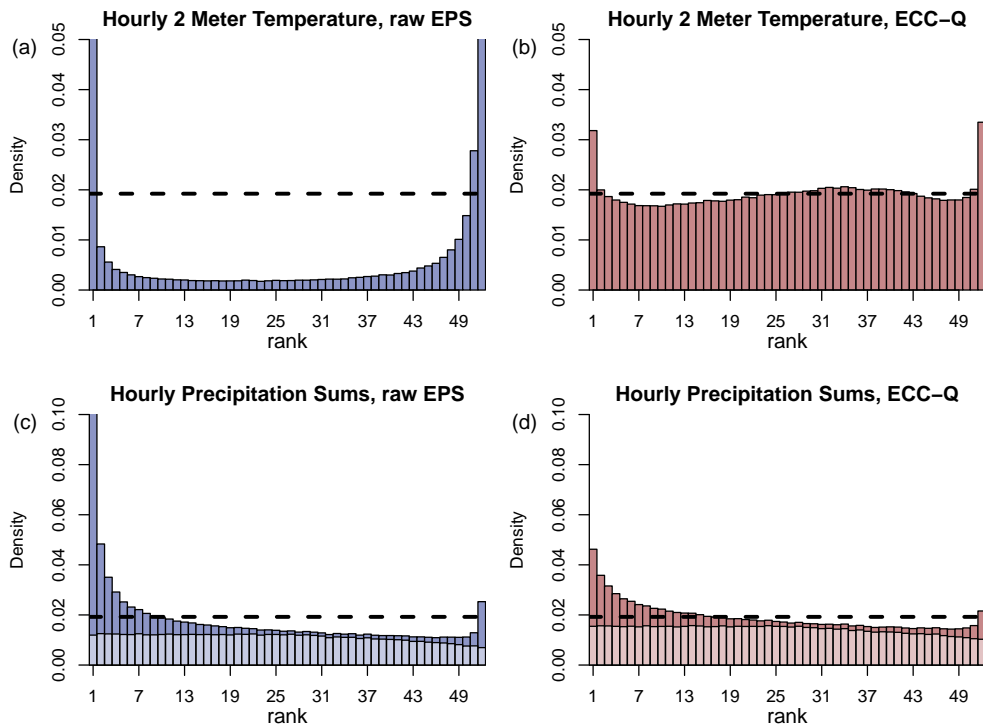 Hourly 2 Meter Temperature, raw EPS
(a)
Density
0.00 0.01 0.02 0.03 0.04 0.05
1 7 13 19 25 31 37 43 49
rank
Hourly 2 Meter Temperature, ECC−Q
(b)
Density
0.00 0.01 0.02 0.03 0.04 0.05
1 7 13 19 25 31 37 43 49
rank
Hourly Precipitation Sums, raw EPS
(c)
Density
0.00 0.02 0.04 0.06 0.08 0.10
1 7 13 19 25 31 37 43 49
rank
Hourly Precipitation Sums, ECC−Q
(d)
Density
0.00 0.02 0.04 0.06 0.08 0.10
1 7 13 19 25 31 37 43 49
rank